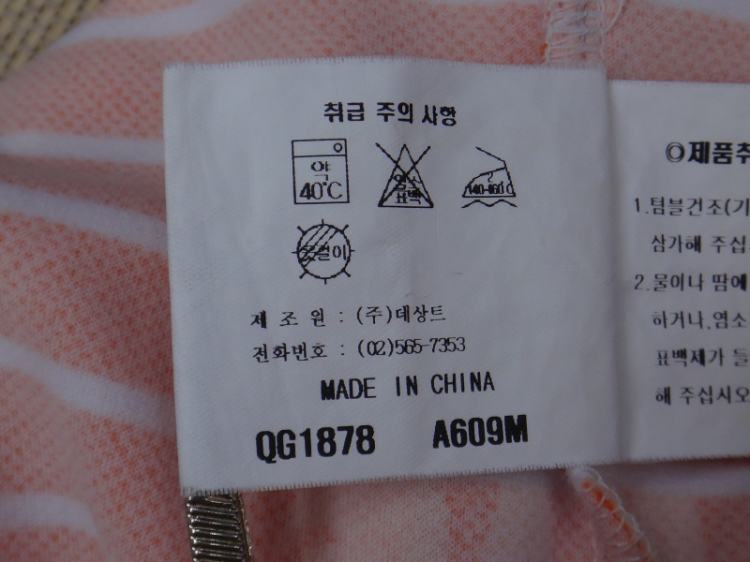 취급 주의 사항
약
40℃
염소
표백
140-160℃
옷걸이
제 조 원 : (주)데상트
전화번호 : (02)565-7353
MADE IN CHINA
QG1878 A609M
◎제품취
1.텀블건조(기
삼가해 주십
2.물이나 땀에
하거나,염소
표백제가 들
해 주십시오